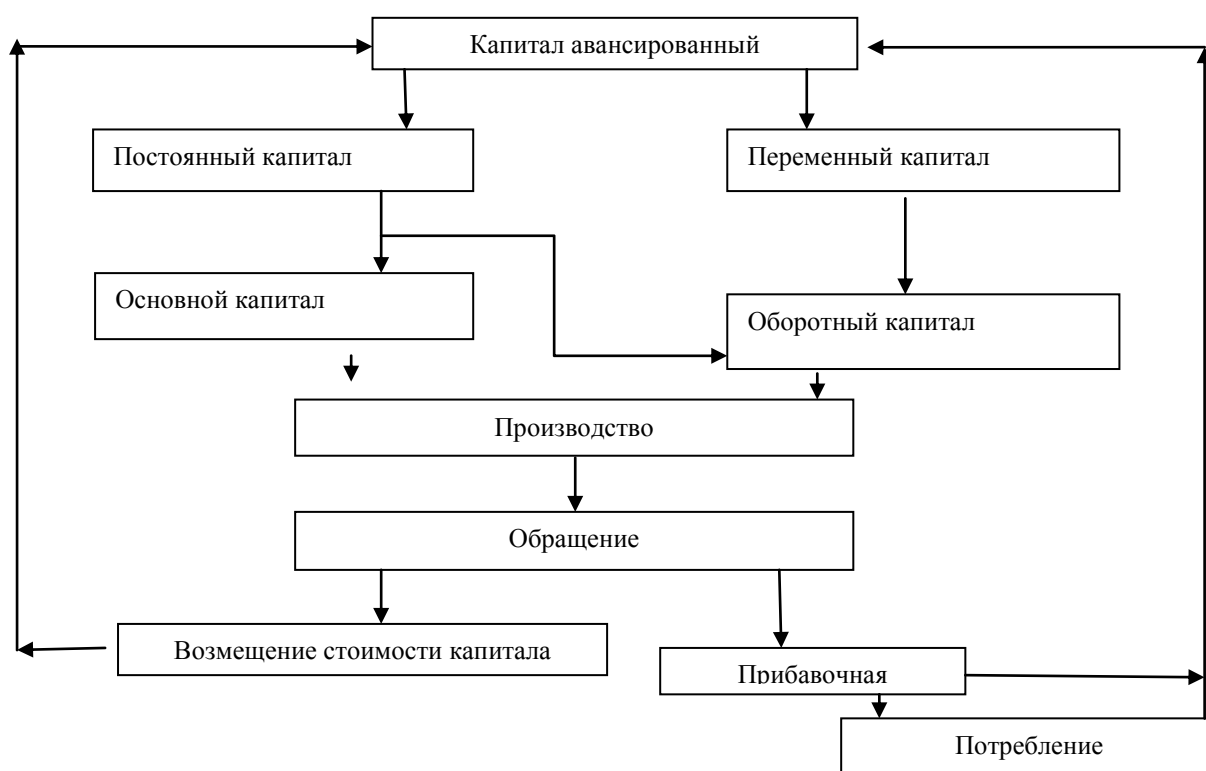 Капитал авансированный
Постоянный капитал
Переменный капитал
Основной капитал
Оборотный капитал
Производство
Обращение
Возмещение стоимости капитала
Прибавочная
Потребление